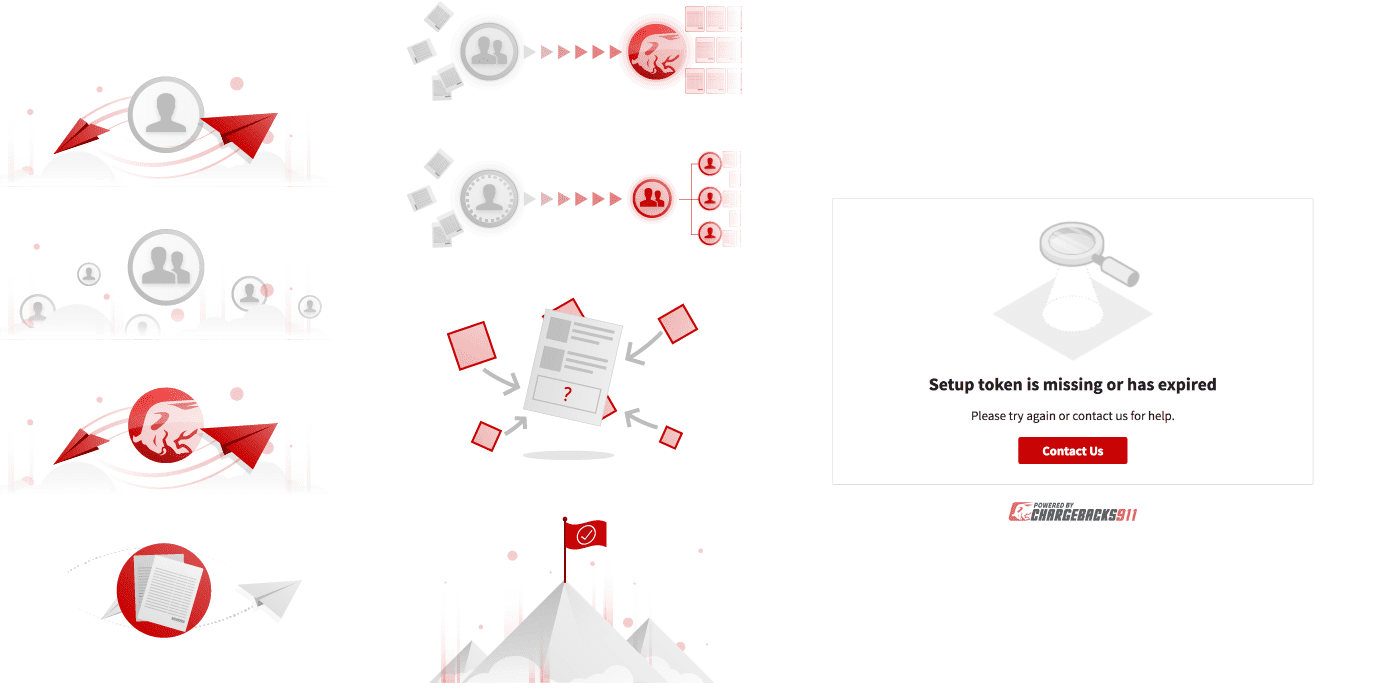 ?
Setup token is missing or has expired
Please try again or contact us for help.
Contact Us
POWERED BY
CHARGEBACKS911